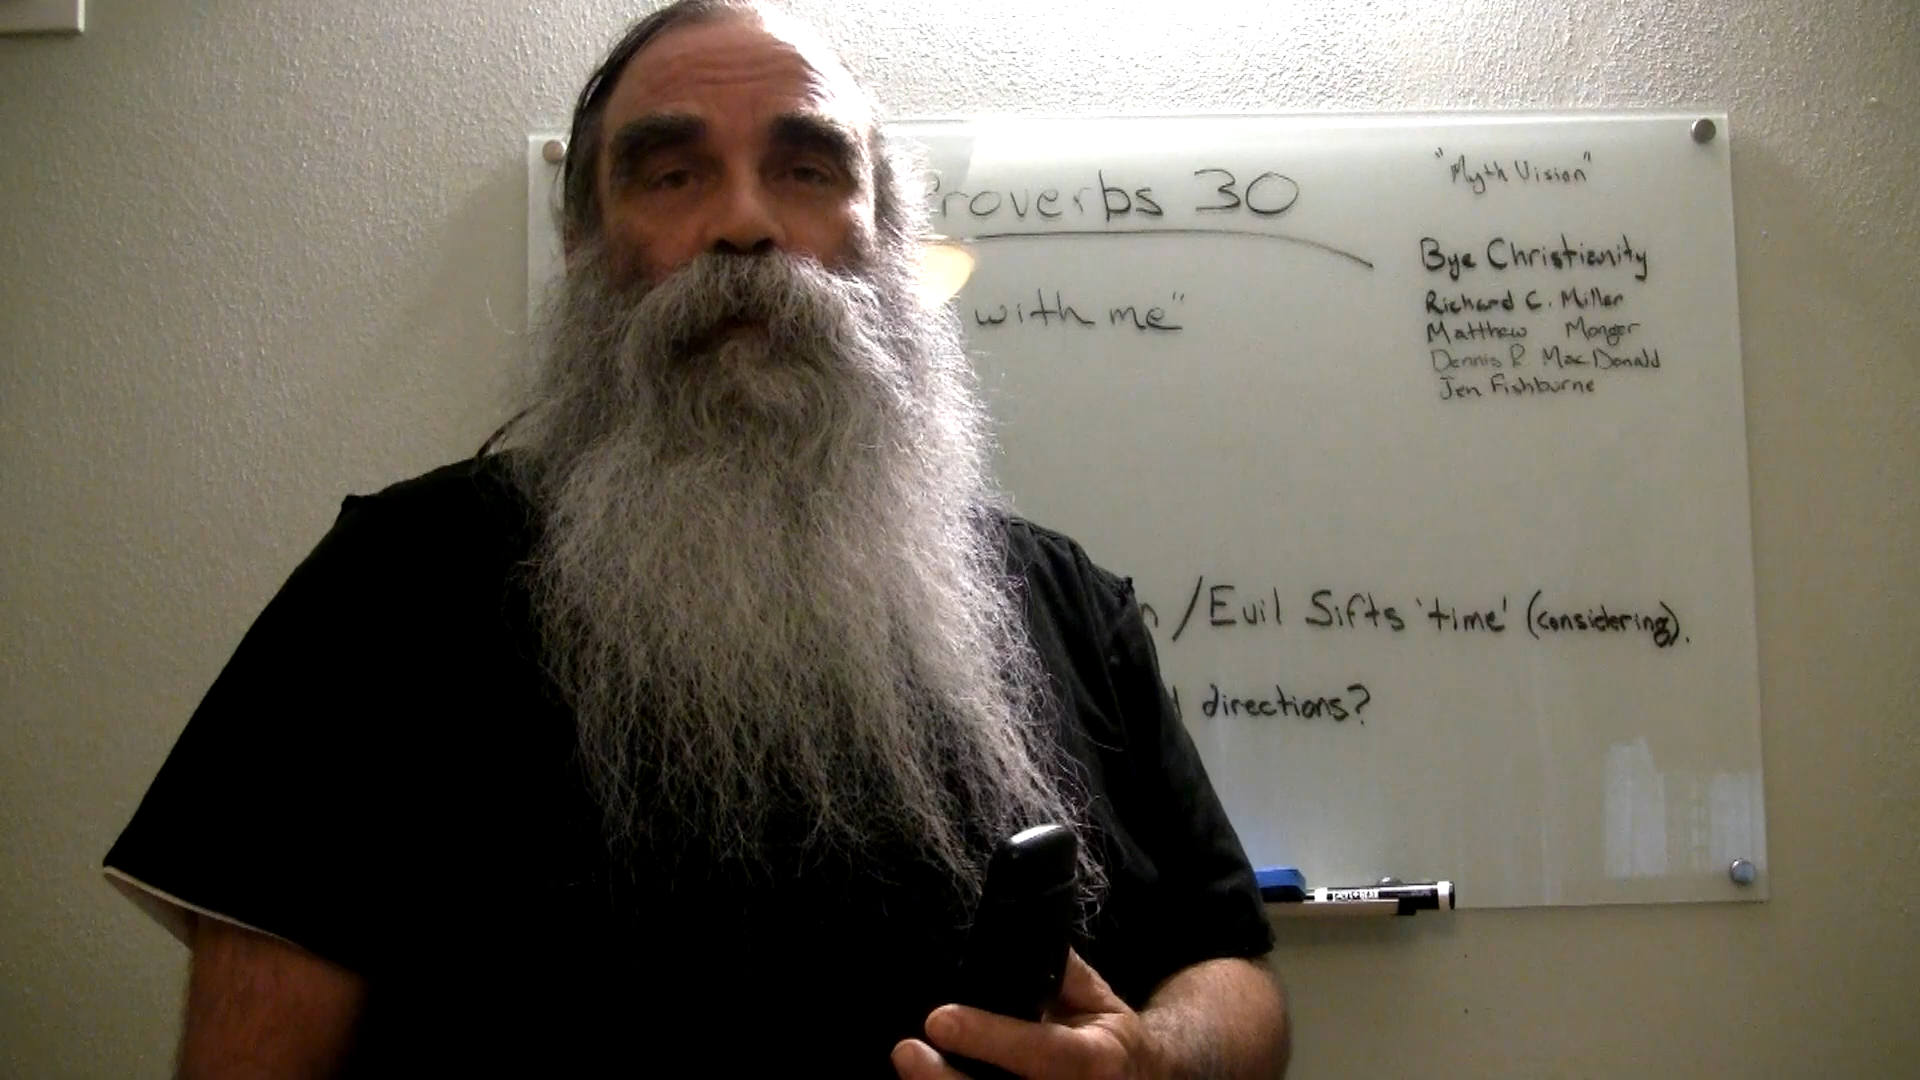 Proverbs 30
"Myth Vision"
with me"
Bye Christianity
Richard C. Miller
Matthew Monger
Dennis R. MacDonald
Jen Fishburne
/Evil Sifts 'time' (considering).
directions?